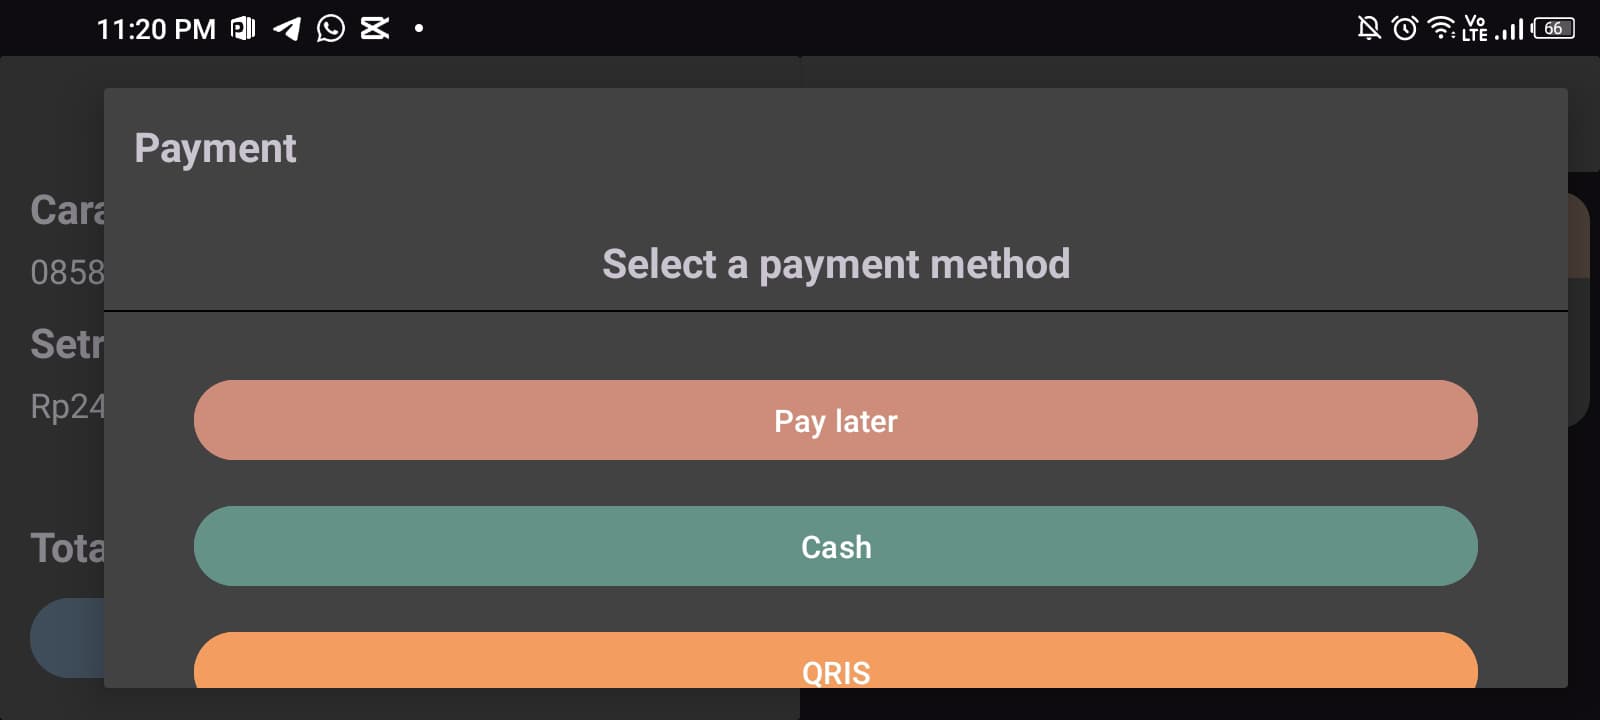 11:20 PM
Vo
LTE
66
Payment
Select a payment method
Cara
0858
Setr
Rp24
Pay later
Cash
Tota
QRIS